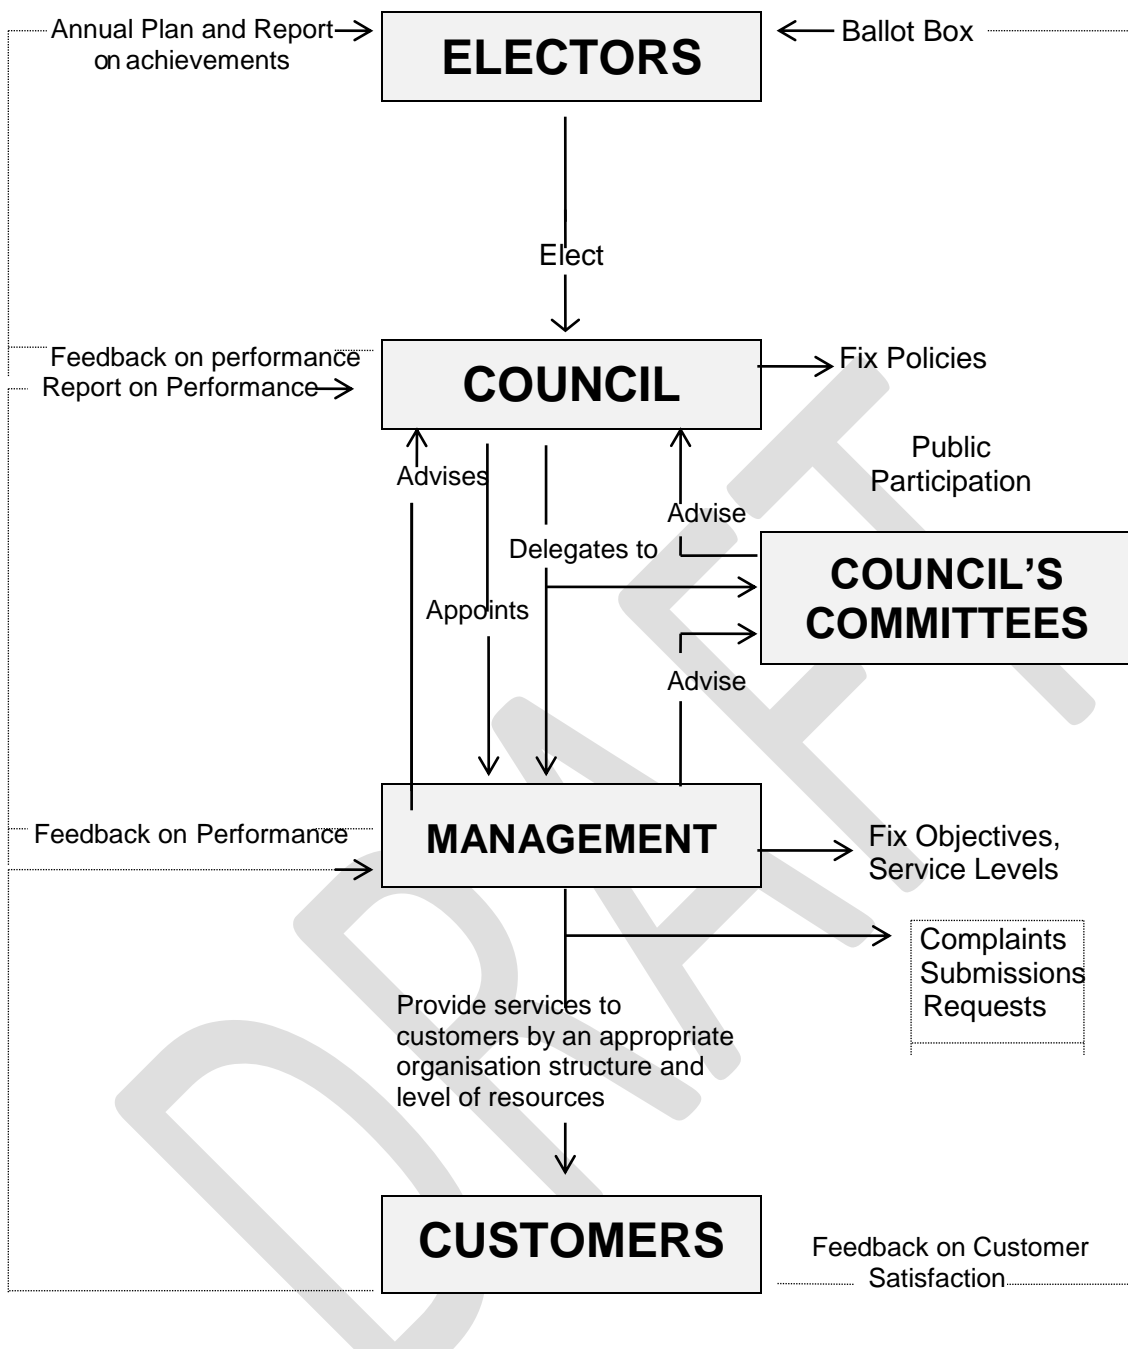 Annual Plan and Report
on achievements
ELECTORS
Ballot Box
Elect
Feedback on performance
Report on Performance
COUNCIL
Fix Policies
Public
Participation
Advises
Advise
Delegates to
COUNCIL'S
COMMITTEES
Appoints
Advise
Feedback on Performance
MANAGEMENT
Fix Objectives,
Service Levels
Complaints
Submissions
Requests
Provide services to
customers by an appropriate
organisation structure and
level of resources
CUSTOMERS
Feedback on Customer
Satisfaction
DRAFT